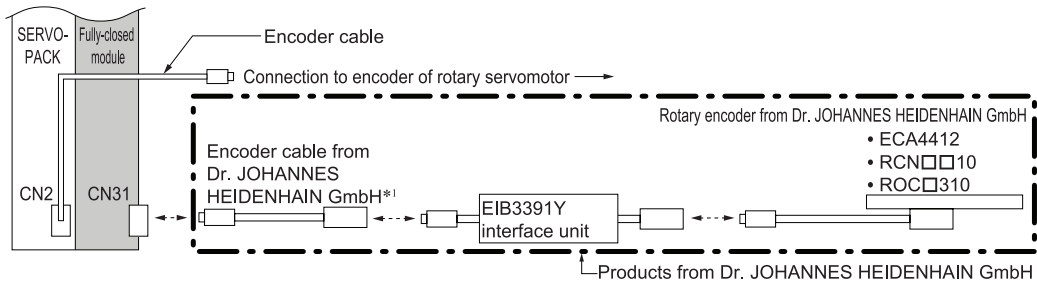 SERVO-
PACK
Fully-closed
module
Encoder cable
Connection to encoder of rotary servomotor
Rotary encoder from Dr. JOHANNES HEIDENHAIN GmbH
• ECA4412
• RCN□□10
• ROC□310
Encoder cable from
Dr. JOHANNES
HEIDENHAIN GmbH*1
CN2
CN31
EIB3391Y
interface unit
Products from Dr. JOHANNES HEIDENHAIN GmbH